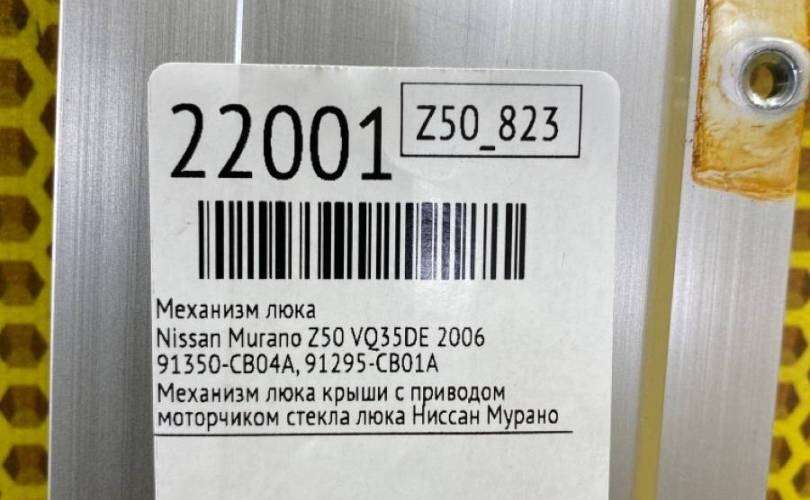 22001
Z50_823
Механизм люка
Nissan Murano Z50 VQ35DE 2006
91350-CB04A, 91295-CB01A
Механизм люка крыши с приводом
моторчиком стекла люка Ниссан Мурано